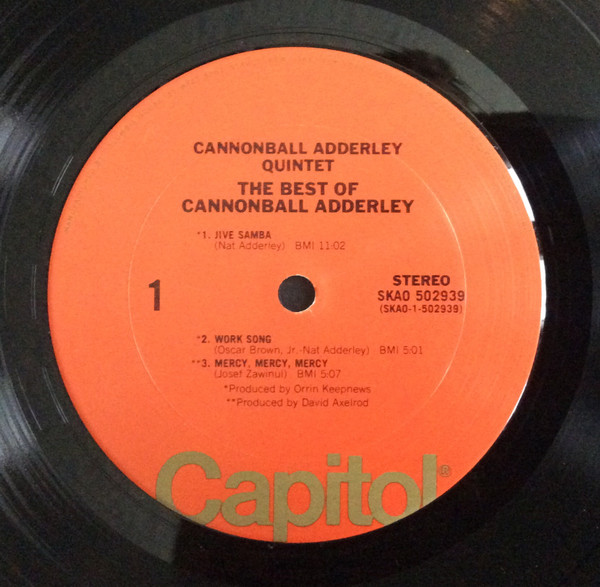 CANNONBALL ADDERLEY
QUINTET
THE BEST OF
CANNONBALL ADDERLEY
*1. JIVE SAMBA
(Nat Adderley) BMI 11:02
1
STEREO
SKAO 502939
(SKAO-1-502939)
*2. WORK SONG
(Oscar Brown, Jr.-Nat Adderley) BMI 5:01
**3. MERCY, MERCY, MERCY
(Josef Zawinul) BMI 5:07
*Produced by Orrin Keepnews
**Produced by David Axelrod
Capitol®